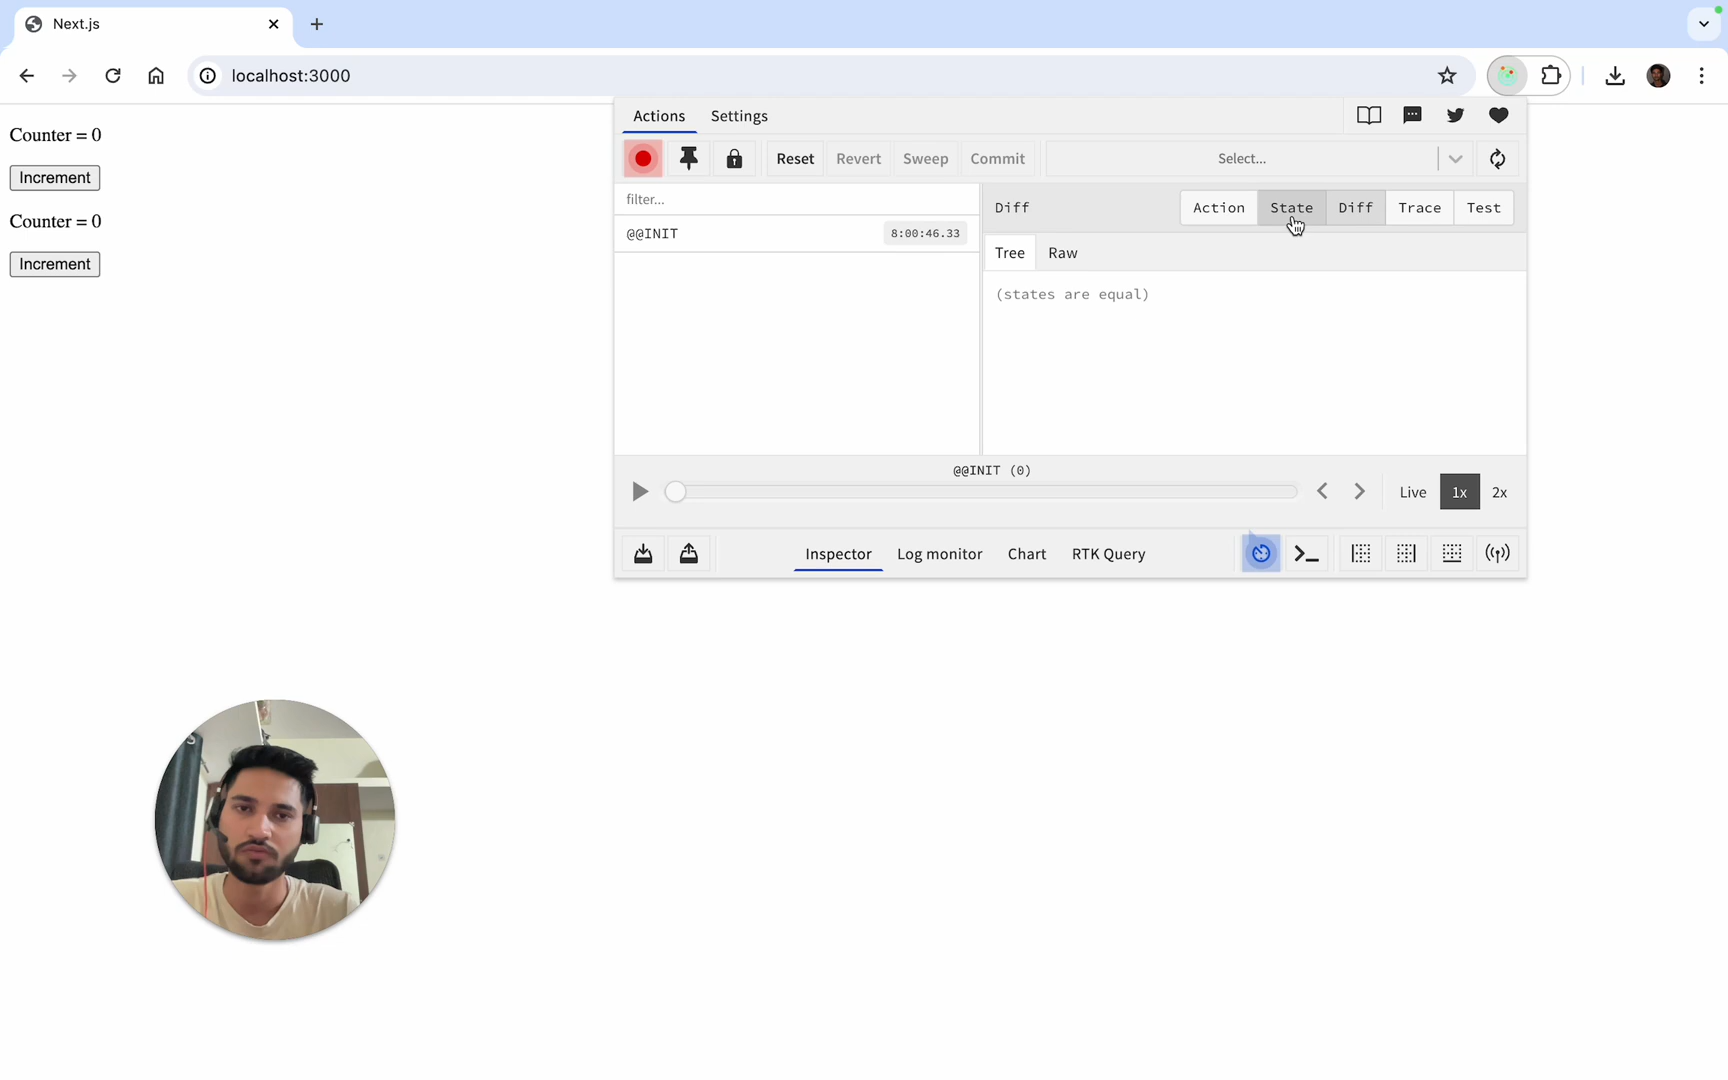 Next.js
localhost:3000
Counter = 0
Increment
Counter = 0
Increment
Actions Settings
Reset Revert Sweep Commit Select...
filter...
@@INIT 8:00:46.33
Diff Action State Diff Trace Test
Tree Raw
(states are equal)
@@INIT (0)
Live 1x 2x
Inspector Log monitor Chart RTK Query